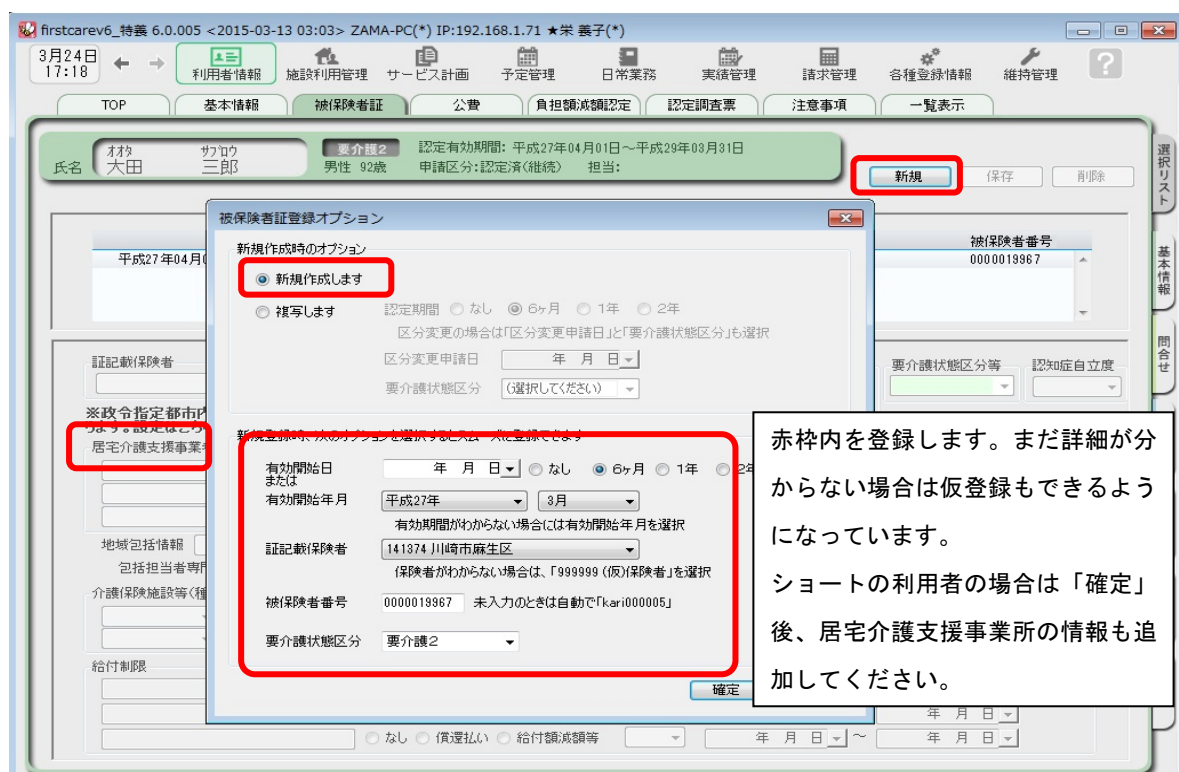 firstcarev6_特養 6.0.005 <2015-03-13 03:03> ZAMA-PC(*) IP:192.168.1.71 ★栄 義子(*)
3月24日
17:18
利用者情報 施設利用管理 サービス計画 予定管理 日常業務 実績管理 請求管理 各種登録情報 維持管理
TOP 基本情報 被保険者証 公費 負担額減額認定 認定調査票 注意事項 一覧表示
氏名 オオタ サブロウ
大田 三郎
要介護2 認定有効期間: 平成27年04月01日～平成29年03月31日
男性 92歳 申請区分:認定済(継続) 担当:
新規 保存 削除
選択リスト
基本情報
問合せ
被保険者番号
平成27年04月0
0000019967
被保険者証登録オプション
新規作成時のオプション
新規作成します
複写します 認定期間 なし 6ヶ月 1年 2年
区分変更の場合は「区分変更申請日」と「要介護状態区分」も選択
区分変更申請日 年 月 日
要介護状態区分 (選択してください)
証記載保険者
要介護状態区分等 認知症自立度
※政令指定都市内
居宅介護支援事業者
有効開始日 年 月 日 なし 6ヶ月 1年 2年
または
有効開始年月 平成27年 3月
有効期間がわからない場合には有効開始年月を選択
証記載保険者 141374 川崎市麻生区
保険者がわからない場合は、「999999 (仮)保険者」を選択
被保険者番号 0000019967 未入力のときは自動で「kari000005」
要介護状態区分 要介護2
確定
地域包括情報
包括担当者専門
介護保険施設等(種
給付制限
赤枠内を登録します。まだ詳細が分
からない場合は仮登録もできるよう
になっています。
ショートの利用者の場合は「確定」
後、居宅介護支援事業所の情報も追
加してください。
年 月 日
なし 償還払い 給付額減額等 年 月 日 ～ 年 月 日